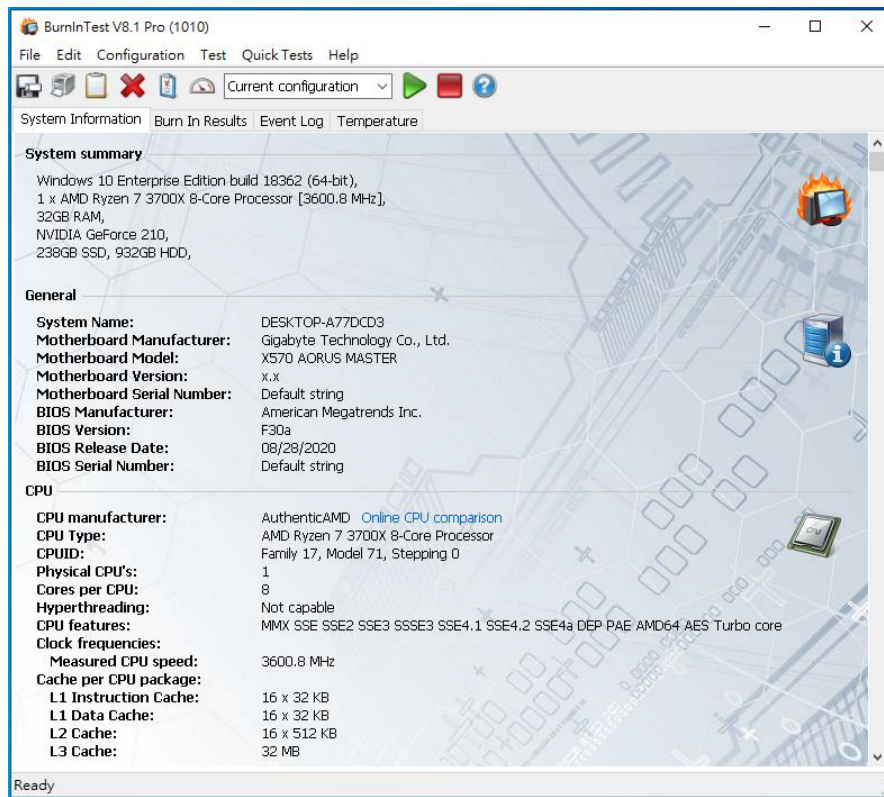 BurnInTest V8.1 Pro (1010)
File Edit Configuration Test Quick Tests Help
Current configuration
System Information Burn In Results Event Log Temperature
System summary
Windows 10 Enterprise Edition build 18362 (64-bit),
1 x AMD Ryzen 7 3700X 8-Core Processor [3600.8 MHz],
32GB RAM,
NVIDIA GeForce 210,
238GB SSD, 932GB HDD,
General
System Name: DESKTOP-A77DCD3
Motherboard Manufacturer: Gigabyte Technology Co., Ltd.
Motherboard Model: X570 AORUS MASTER
Motherboard Version: x.x
Motherboard Serial Number: Default string
BIOS Manufacturer: American Megatrends Inc.
BIOS Version: F30a
BIOS Release Date: 08/28/2020
BIOS Serial Number: Default string
CPU
CPU manufacturer: AuthenticAMD Online CPU comparison
CPU Type: AMD Ryzen 7 3700X 8-Core Processor
CPUID: Family 17, Model 71, Stepping 0
Physical CPU's: 1
Cores per CPU: 8
Hyperthreading: Not capable
CPU features: MMX SSE SSE2 SSE3 SSSE3 SSE4.1 SSE4.2 SSE4a DEP PAE AMD64 AES Turbo core
Clock frequencies:
Measured CPU speed: 3600.8 MHz
Cache per CPU package:
L1 Instruction Cache: 16 x 32 KB
L1 Data Cache: 16 x 32 KB
L2 Cache: 16 x 512 KB
L3 Cache: 32 MB
Ready